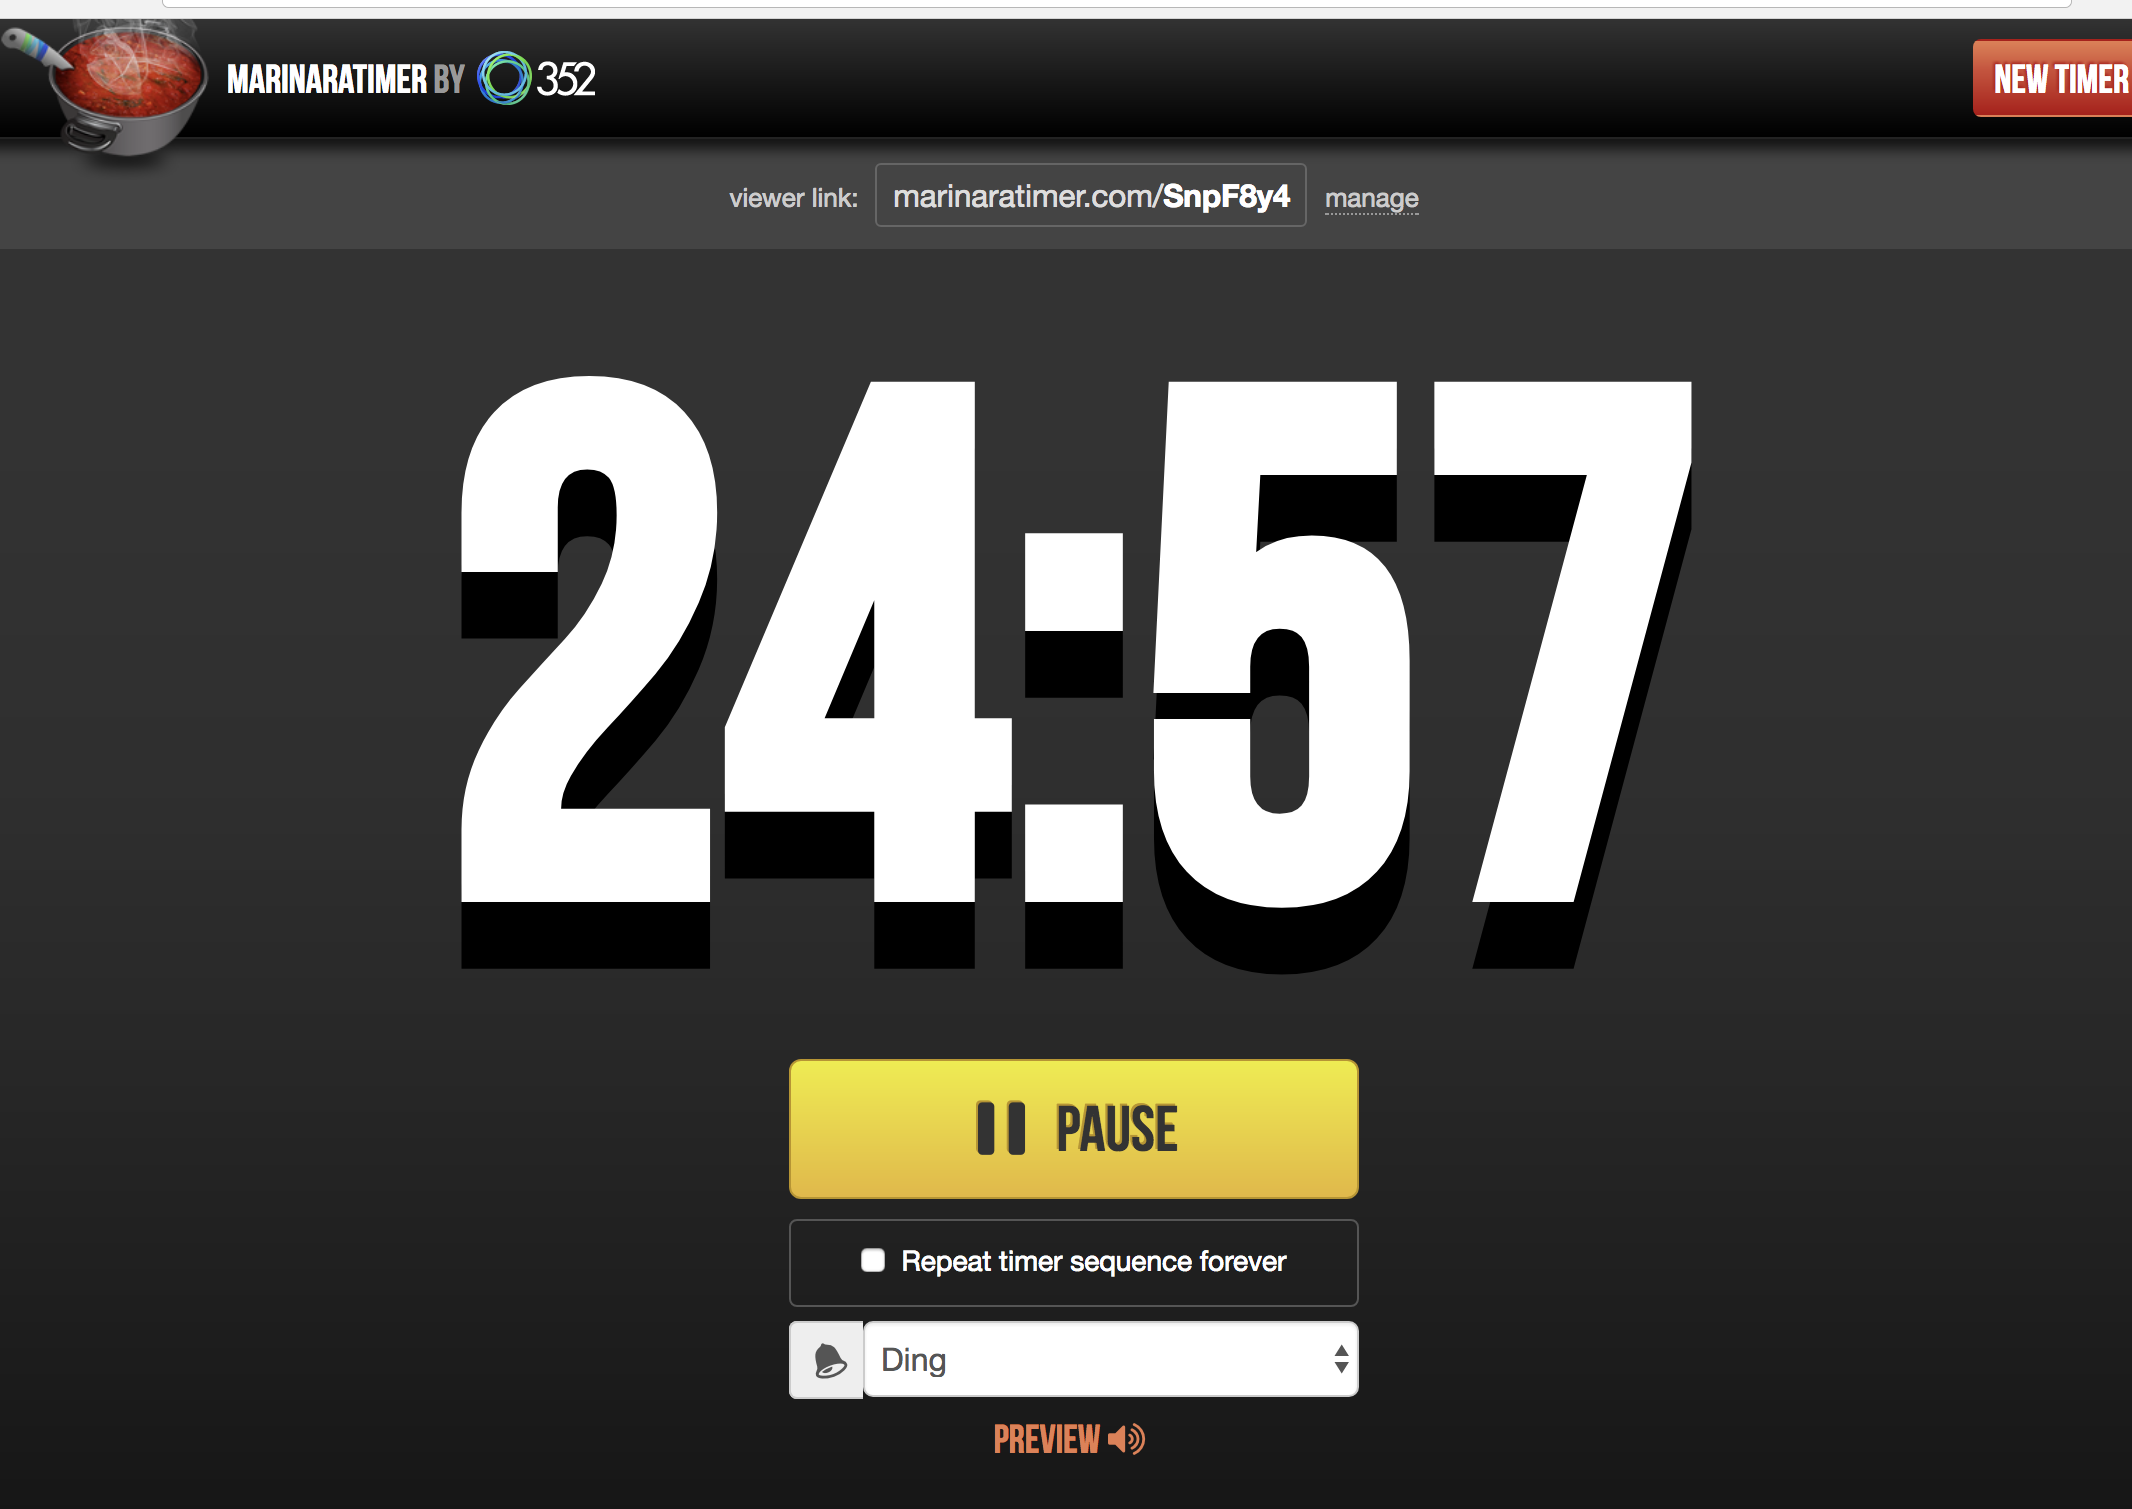 MARINARATIMER BY 352
NEW TIMER
viewer link: marinaratimer.com/SnpF8y4 manage
24:57
PAUSE
Repeat timer sequence forever
Ding
PREVIEW